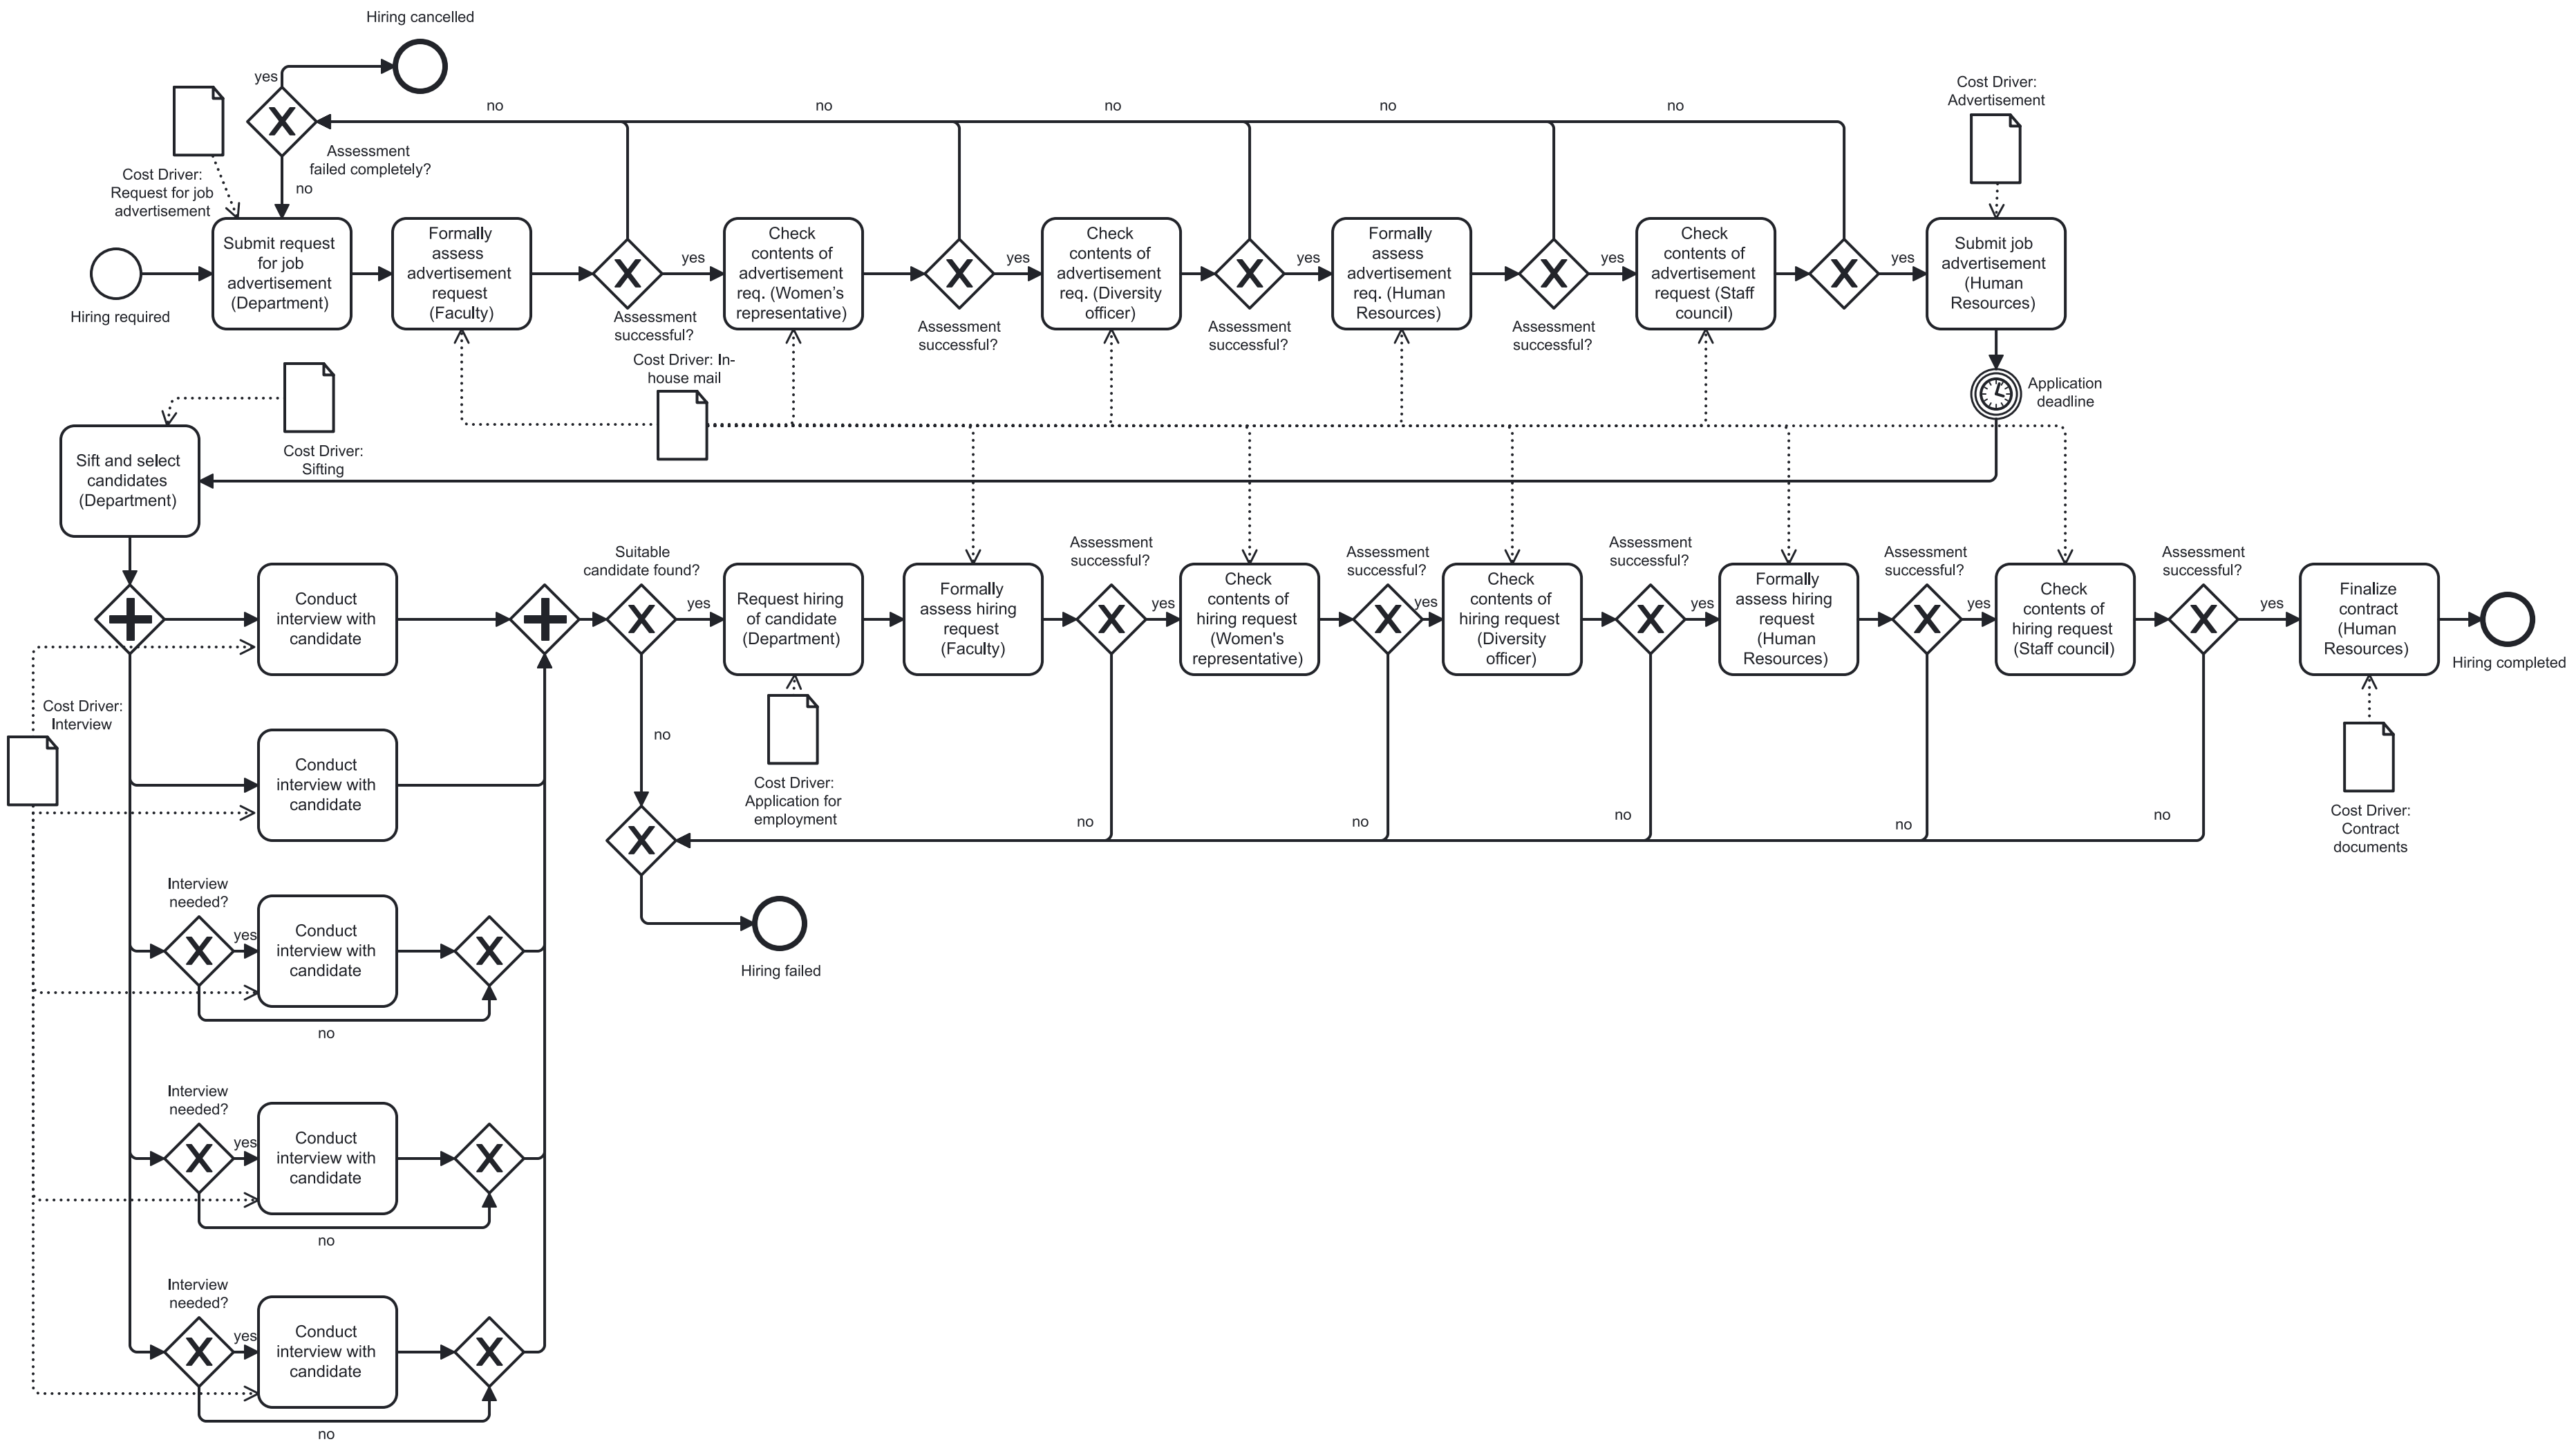 Hiring cancelled
yes
no
no
no
no
no
Cost Driver:
Advertisement
Assessment
failed completely?
Cost Driver:
Request for job
advertisement
no
Hiring required
Submit request
for job
advertisement
(Department)
Formally
assess
advertisement
request
(Faculty)
yes
Assessment
successful?
Check
contents of
advertisement
req. (Women's
representative)
yes
Assessment
successful?
Check
contents of
advertisement
req. (Diversity
officer)
yes
Assessment
successful?
Formally
assess
advertisement
req. (Human
Resources)
yes
Assessment
successful?
Check
contents of
advertisement
request (Staff
council)
yes
Submit job
advertisement
(Human
Resources)
Cost Driver: In-
house mail
Application
deadline
Cost Driver:
Sifting
Sift and select
candidates
(Department)
Conduct
interview with
candidate
Suitable
candidate found?
yes
Request hiring
of candidate
(Department)
Formally
assess hiring
request
(Faculty)
Assessment
successful?
yes
Check
contents of
hiring request
(Women's
representative)
Assessment
successful?
yes
Check
contents of
hiring request
(Diversity
officer)
Assessment
successful?
yes
Formally
assess hiring
request
(Human
Resources)
Assessment
successful?
yes
Check
contents of
hiring request
(Staff council)
Assessment
successful?
yes
Finalize
contract
(Human
Resources)
Hiring completed
Cost Driver:
Interview
no
Conduct
interview with
candidate
Cost Driver:
Application for
employment
no
no
no
no
no
Cost Driver:
Contract
documents
Interview
needed?
yes
Conduct
interview with
candidate
no
Hiring failed
Interview
needed?
yes
Conduct
interview with
candidate
no
Interview
needed?
yes
Conduct
interview with
candidate
no